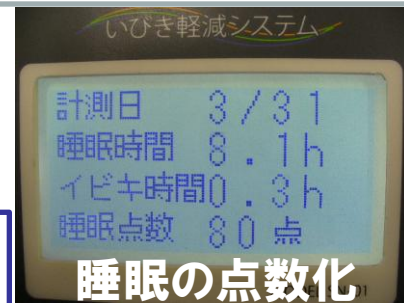 いびき軽減システム
計測日 3/31
睡眠時間 8.1h
イビキ時間0.3h
睡眠点数 80点
睡眠の点数化